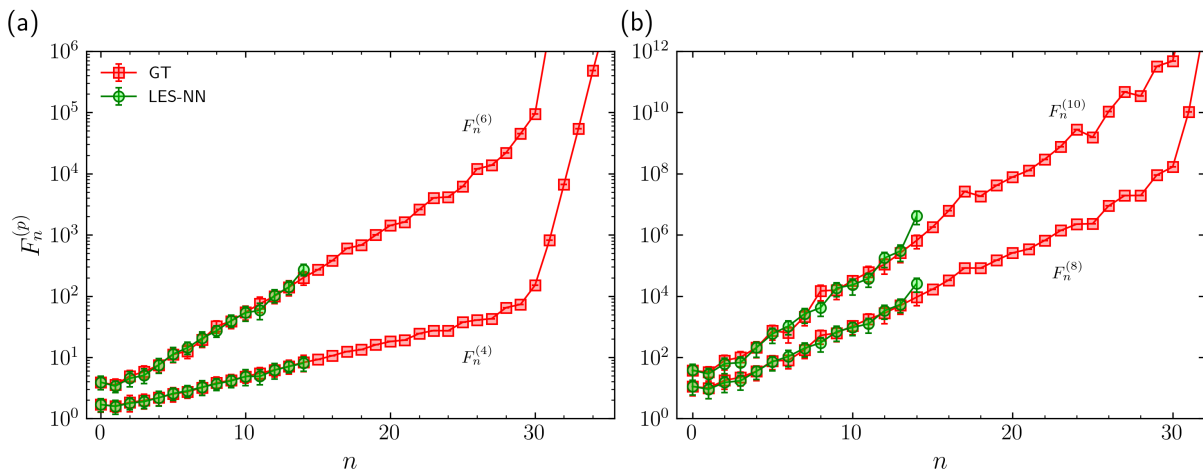 (a)
10^6
10^5
10^4
10^3
10^2
10^1
10^0
F_n^{(p)}
GT
LES-NN
F_n^{(6)}
F_n^{(4)}
0
10
20
30
n
(b)
10^{12}
10^{10}
10^8
10^6
10^4
10^2
10^0
F_n^{(10)}
F_n^{(8)}
0
10
20
30
n